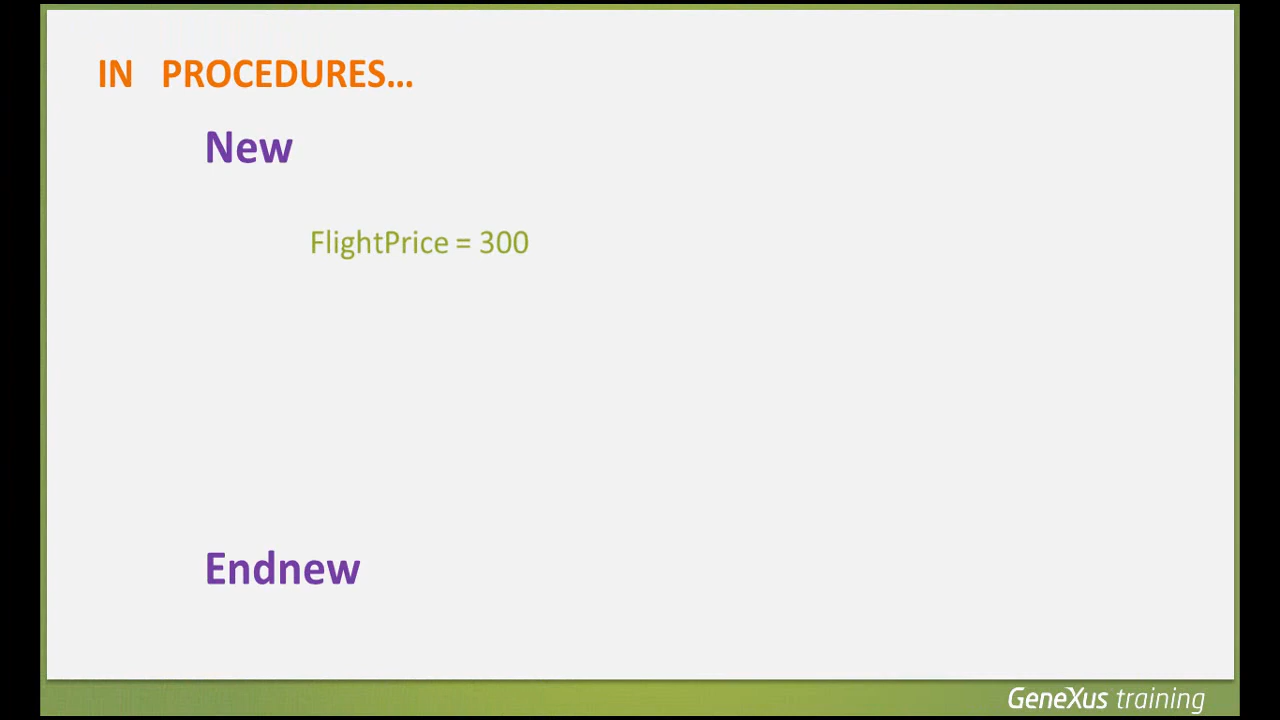 IN PROCEDURES...
New
FlightPrice = 300
Endnew
GeneXus training